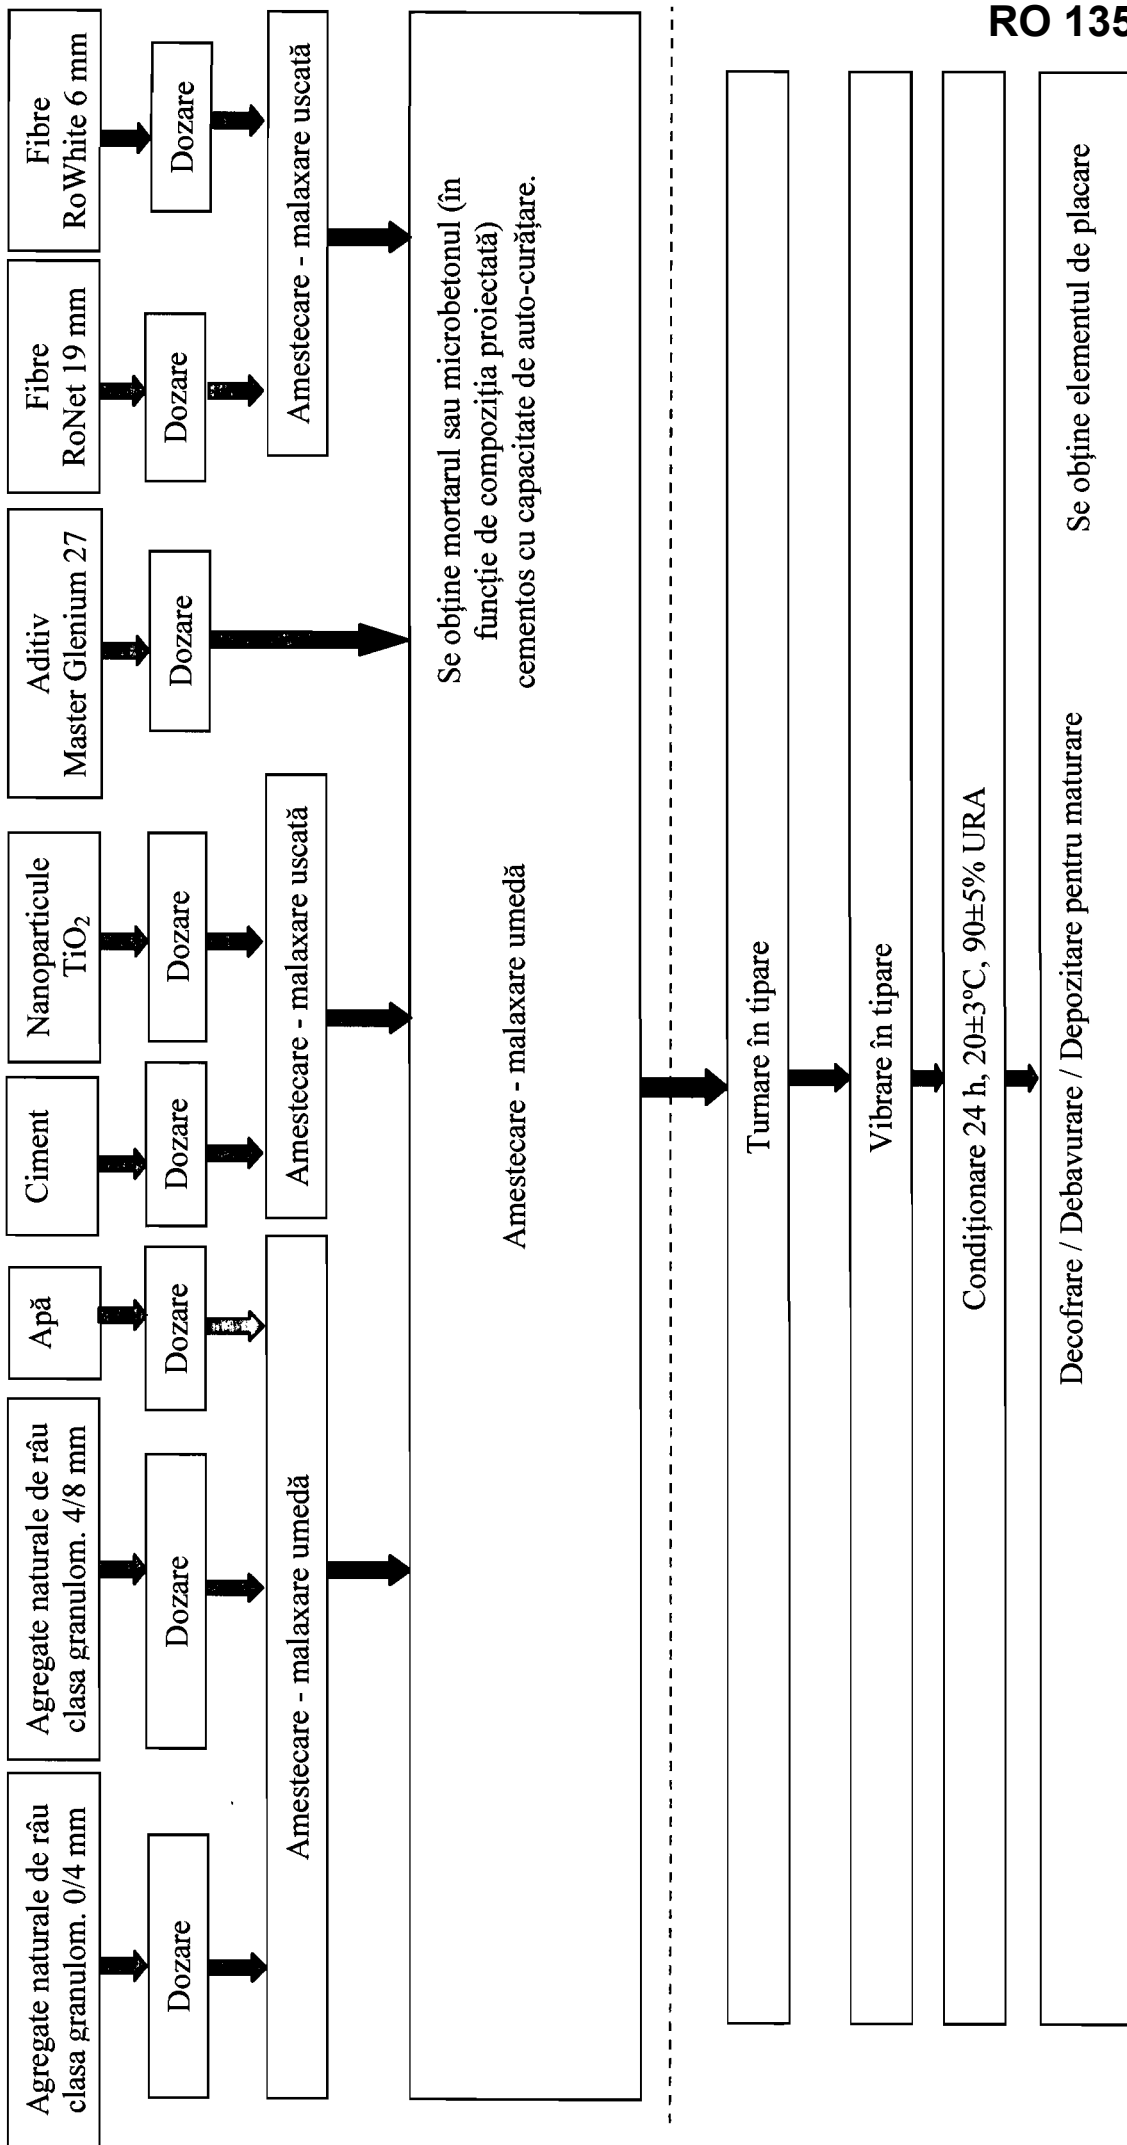 RO 135
Agregate naturale de râu
clasa granulom. 0/4 mm
Agregate naturale de râu
clasa granulom. 4/8 mm
Apă
Ciment
Nanoparticule
TiO₂
Aditiv
Master Glenium 27
Fibre
RoNet 19 mm
Fibre
RoWhite 6 mm
Dozare
Dozare
Dozare
Dozare
Dozare
Dozare
Dozare
Dozare
Amestecare - malaxare umedă
Amestecare - malaxare uscată
Amestecare - malaxare uscată
Amestecare - malaxare umedă
Se obține mortarul sau microbetonul (în
funcție de compoziția proiectată)
cementos cu capacitate de auto-curățare.
Turnare în tipare
Vibrare în tipare
Condiționare 24 h, 20±3ºC, 90±5% URA
Decofrare / Debavurare / Depozitare pentru maturare
Se obține elementul de placare